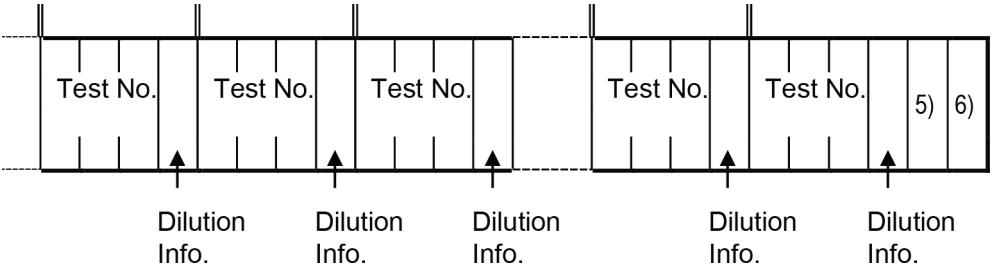 Test No. Test No. Test No. Test No. Test No. 5) 6)
Dilution Dilution Dilution Dilution Dilution
Info. Info. Info. Info. Info.